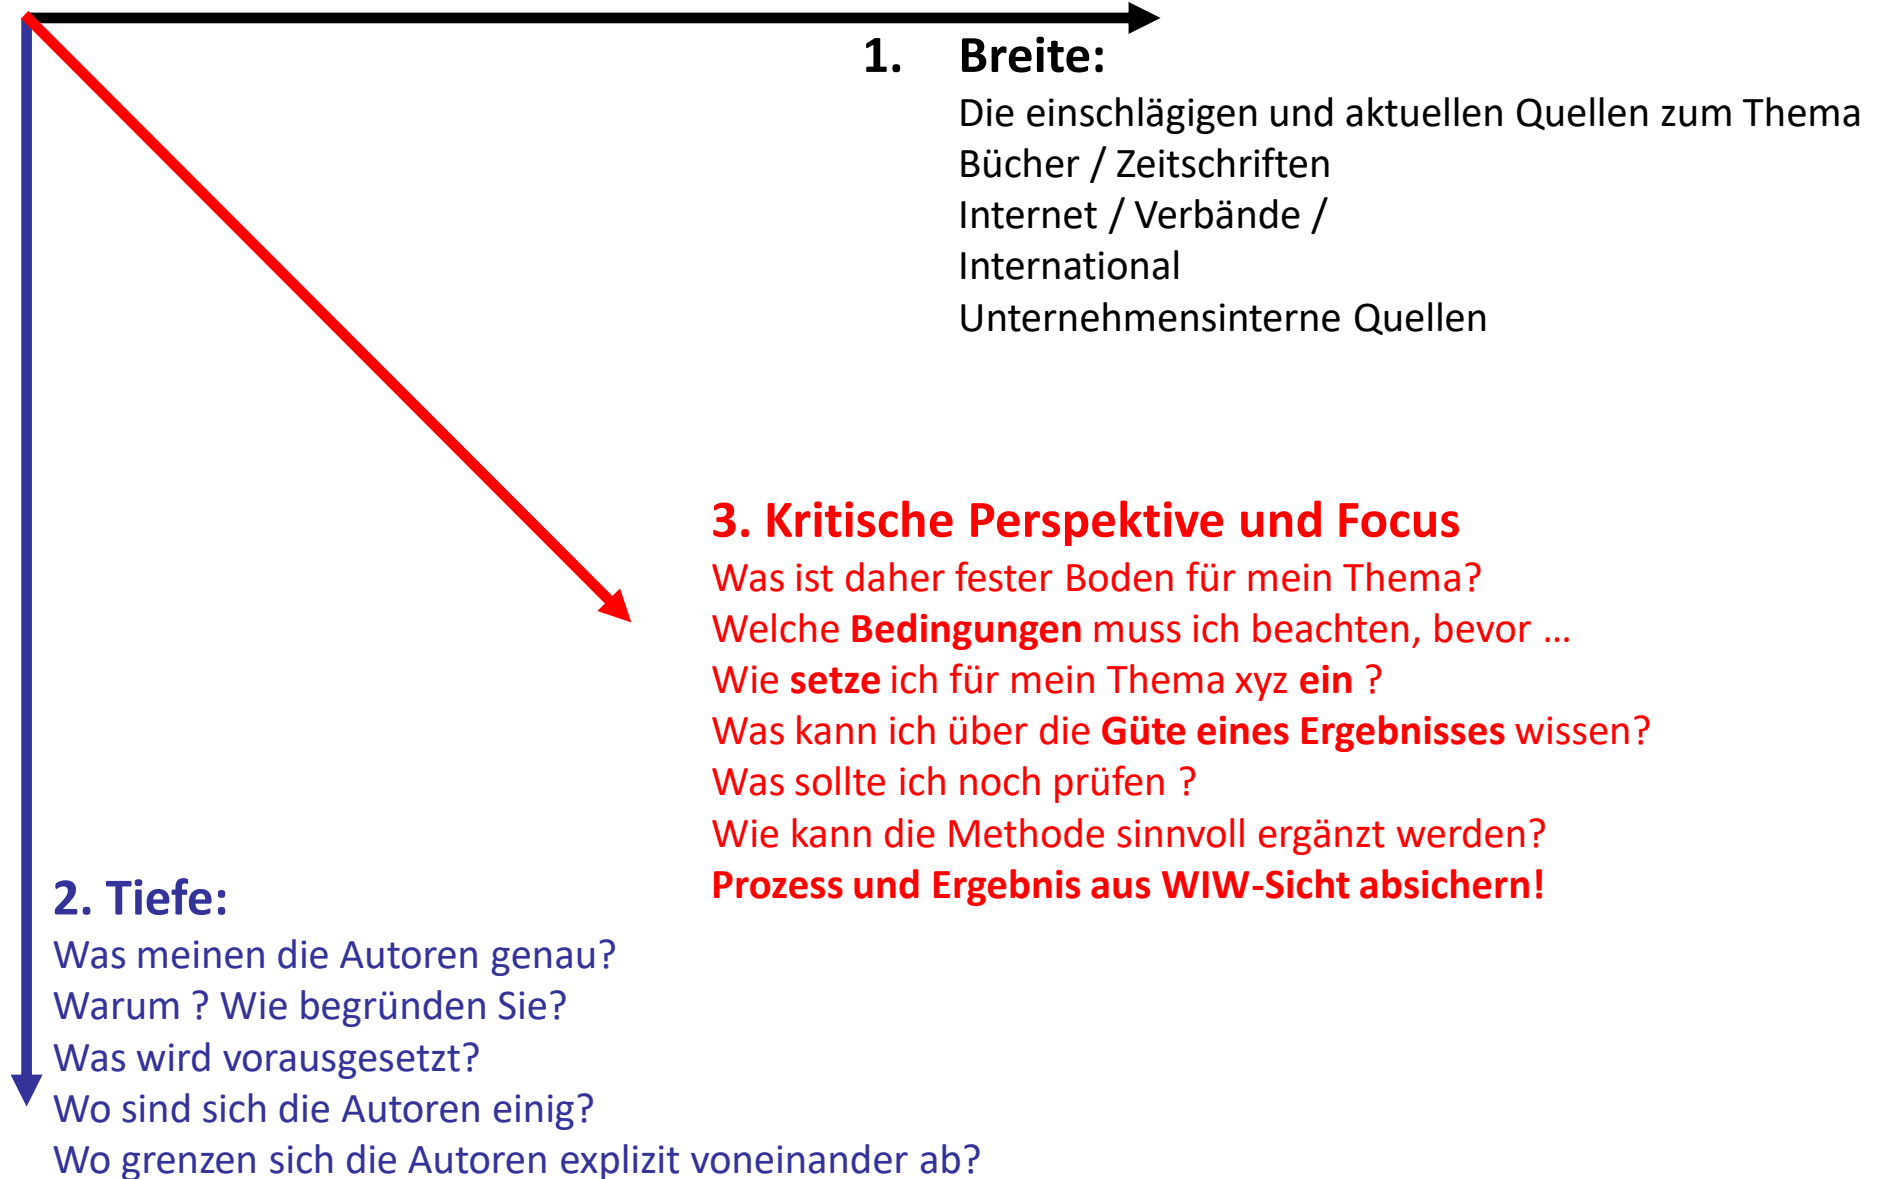 1. Breite:
Die einschlägigen und aktuellen Quellen zum Thema
Bücher / Zeitschriften
Internet / Verbände /
International
Unternehmensinterne Quellen
3. Kritische Perspektive und Focus
Was ist daher fester Boden für mein Thema?
Welche Bedingungen muss ich beachten, bevor …
Wie setze ich für mein Thema xyz ein ?
Was kann ich über die Güte eines Ergebnisses wissen?
Was sollte ich noch prüfen ?
Wie kann die Methode sinnvoll ergänzt werden?
Prozess und Ergebnis aus WIW-Sicht absichern!
2. Tiefe:
Was meinen die Autoren genau?
Warum ? Wie begründen Sie?
Was wird vorausgesetzt?
Wo sind sich die Autoren einig?
Wo grenzen sich die Autoren explizit voneinander ab?